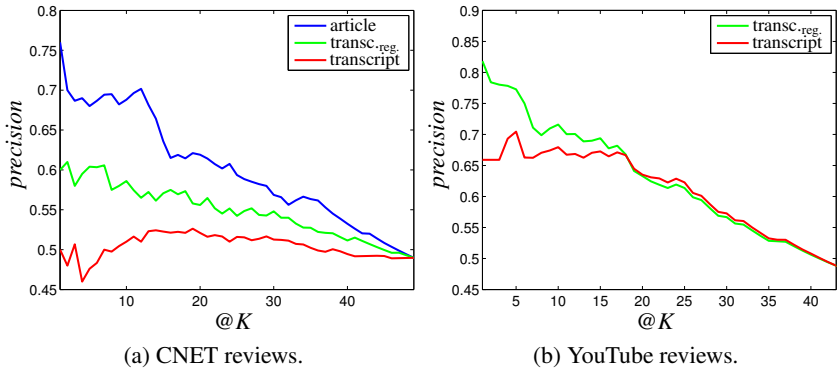 0.8
0.75
0.7
0.65
0.6
0.55
0.5
0.45
precision
10 20 30 40
@K
article
transc.reg.
transcript
(a) CNET reviews.
0.9
0.85
0.8
0.75
0.7
0.65
0.6
0.55
0.5
0.45
precision
5 10 15 20 25 30 35 40
@K
transc.reg.
transcript
(b) YouTube reviews.